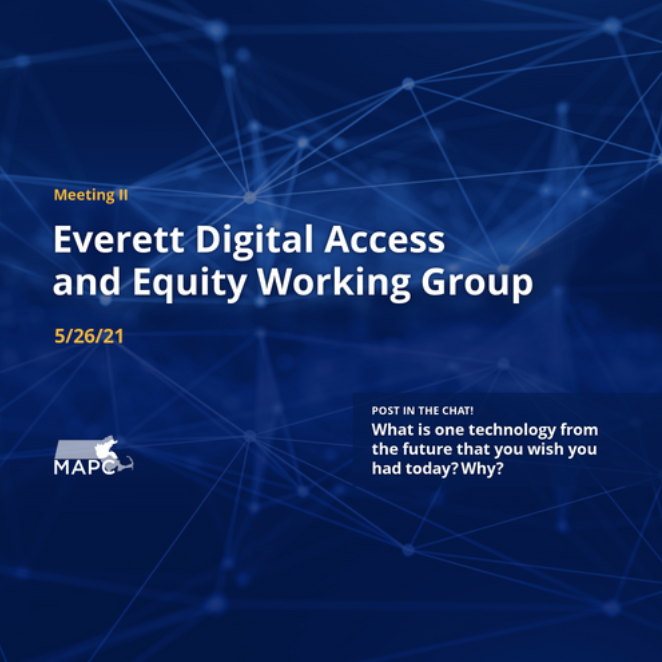 Meeting II
Everett Digital Access
and Equity Working Group
5/26/21
MAPC
POST IN THE CHAT!
What is one technology from
the future that you wish you
had today? Why?